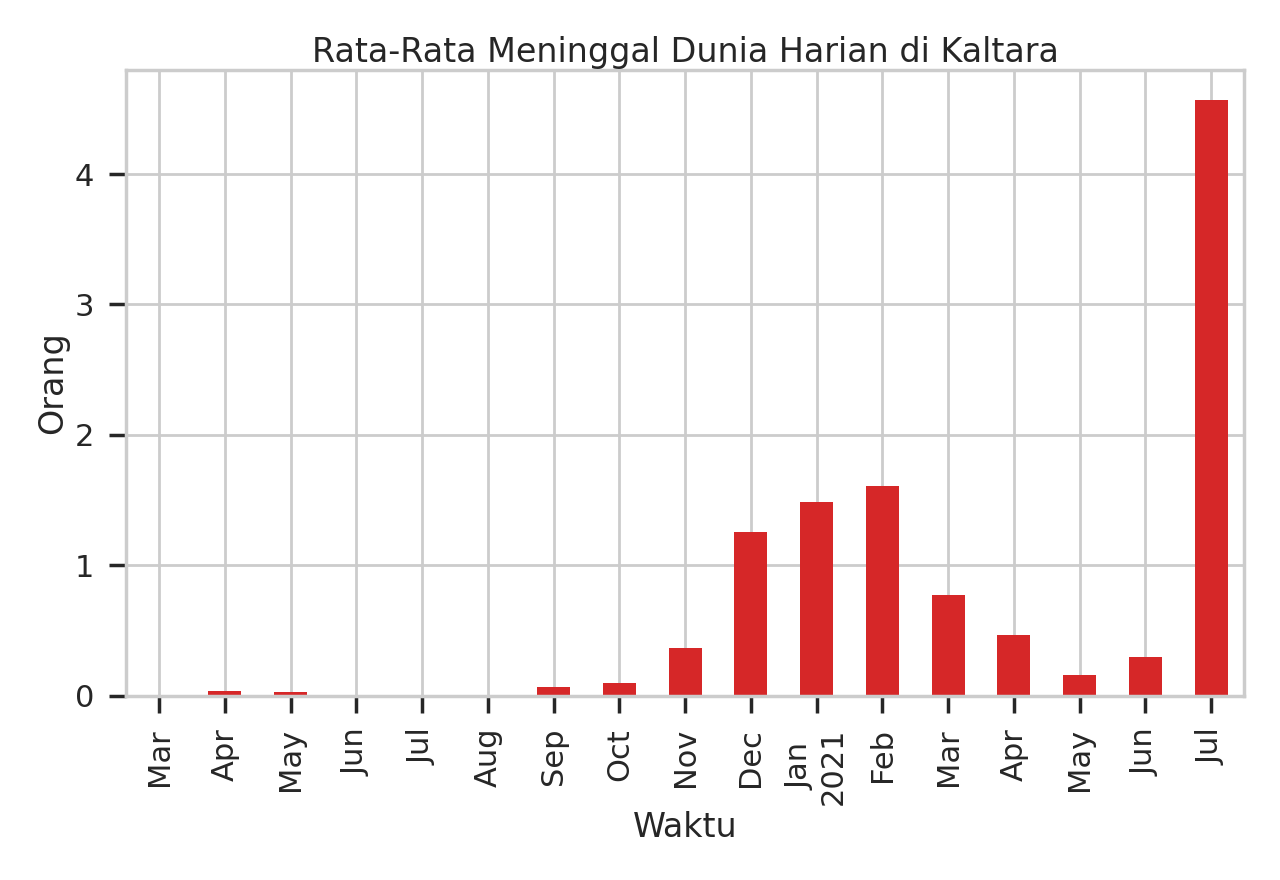 Rata-Rata Meninggal Dunia Harian di Kaltara
Orang
4
3
2
1
0
Mar
Apr
May
Jun
Jul
Aug
Sep
Oct
Nov
Dec
Jan
2021
Feb
Mar
Apr
May
Jun
Jul
Waktu